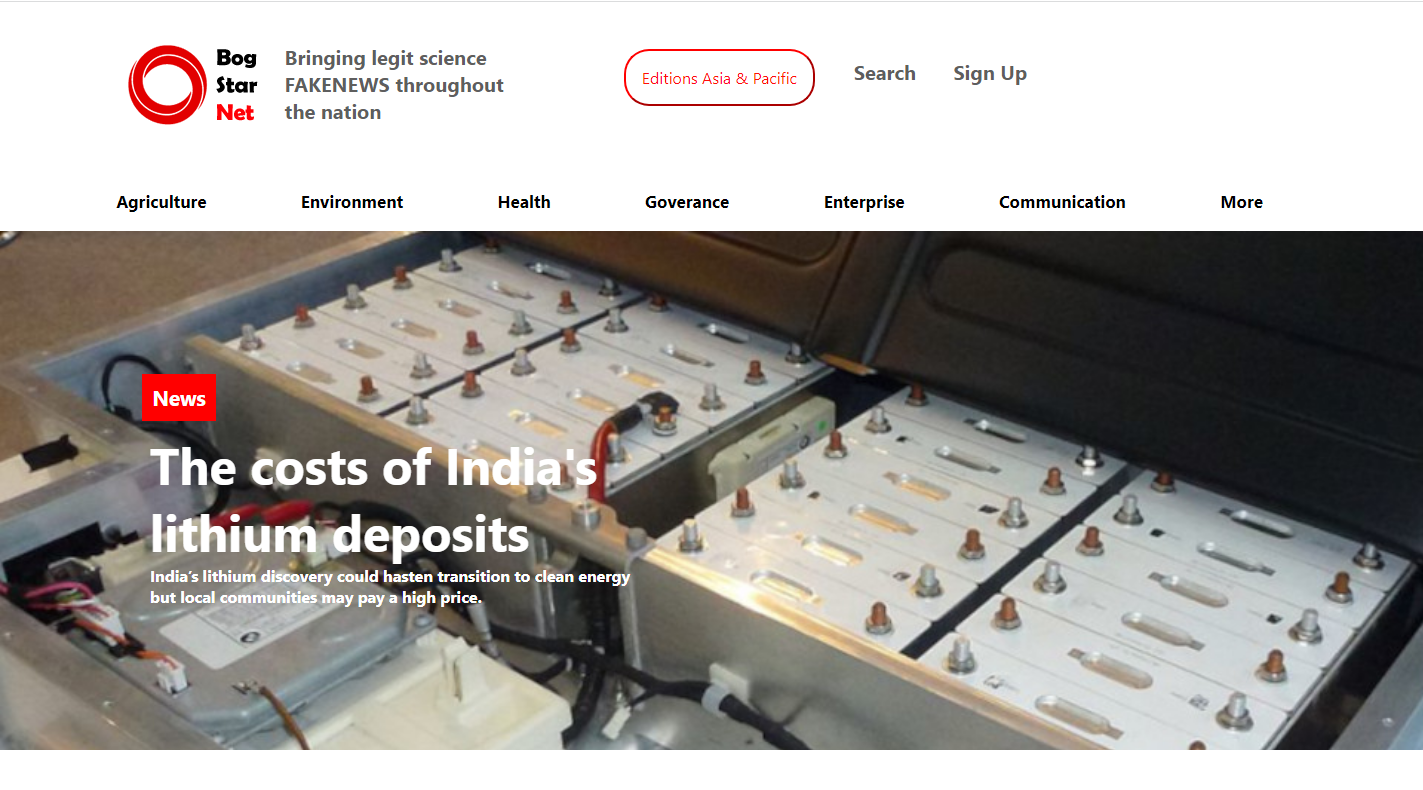 Bog
Star
Net
Bringing legit science
FAKENEWS throughout
the nation
Editions Asia & Pacific
Search
Sign Up
Agriculture
Environment
Health
Goverance
Enterprise
Communication
More
News
The costs of India's
lithium deposits
India’s lithium discovery could hasten transition to clean energy
but local communities may pay a high price.